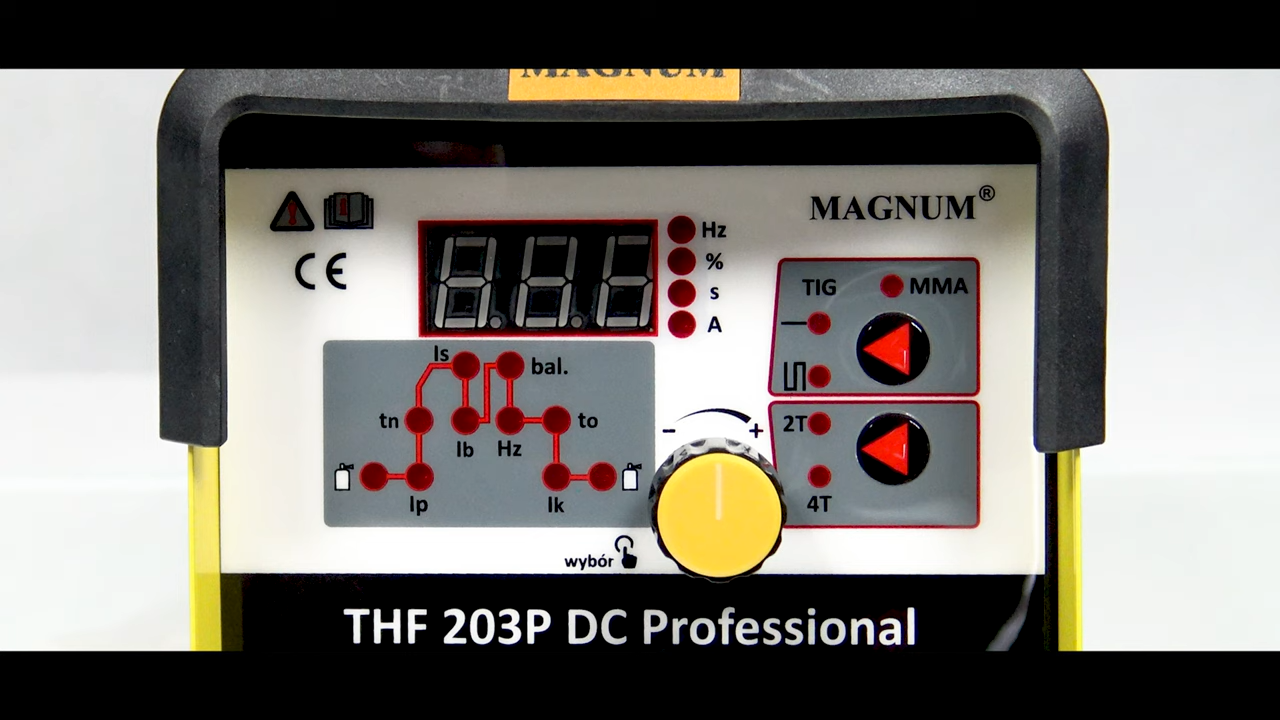 MAGNUM
MAGNUM®
CE
Hz
%
s
A
TIG
MMA
Is
bal.
tn
to
Ib
Hz
Ip
Ik
- +
2T
4T
wybór
THF 203P DC Professional